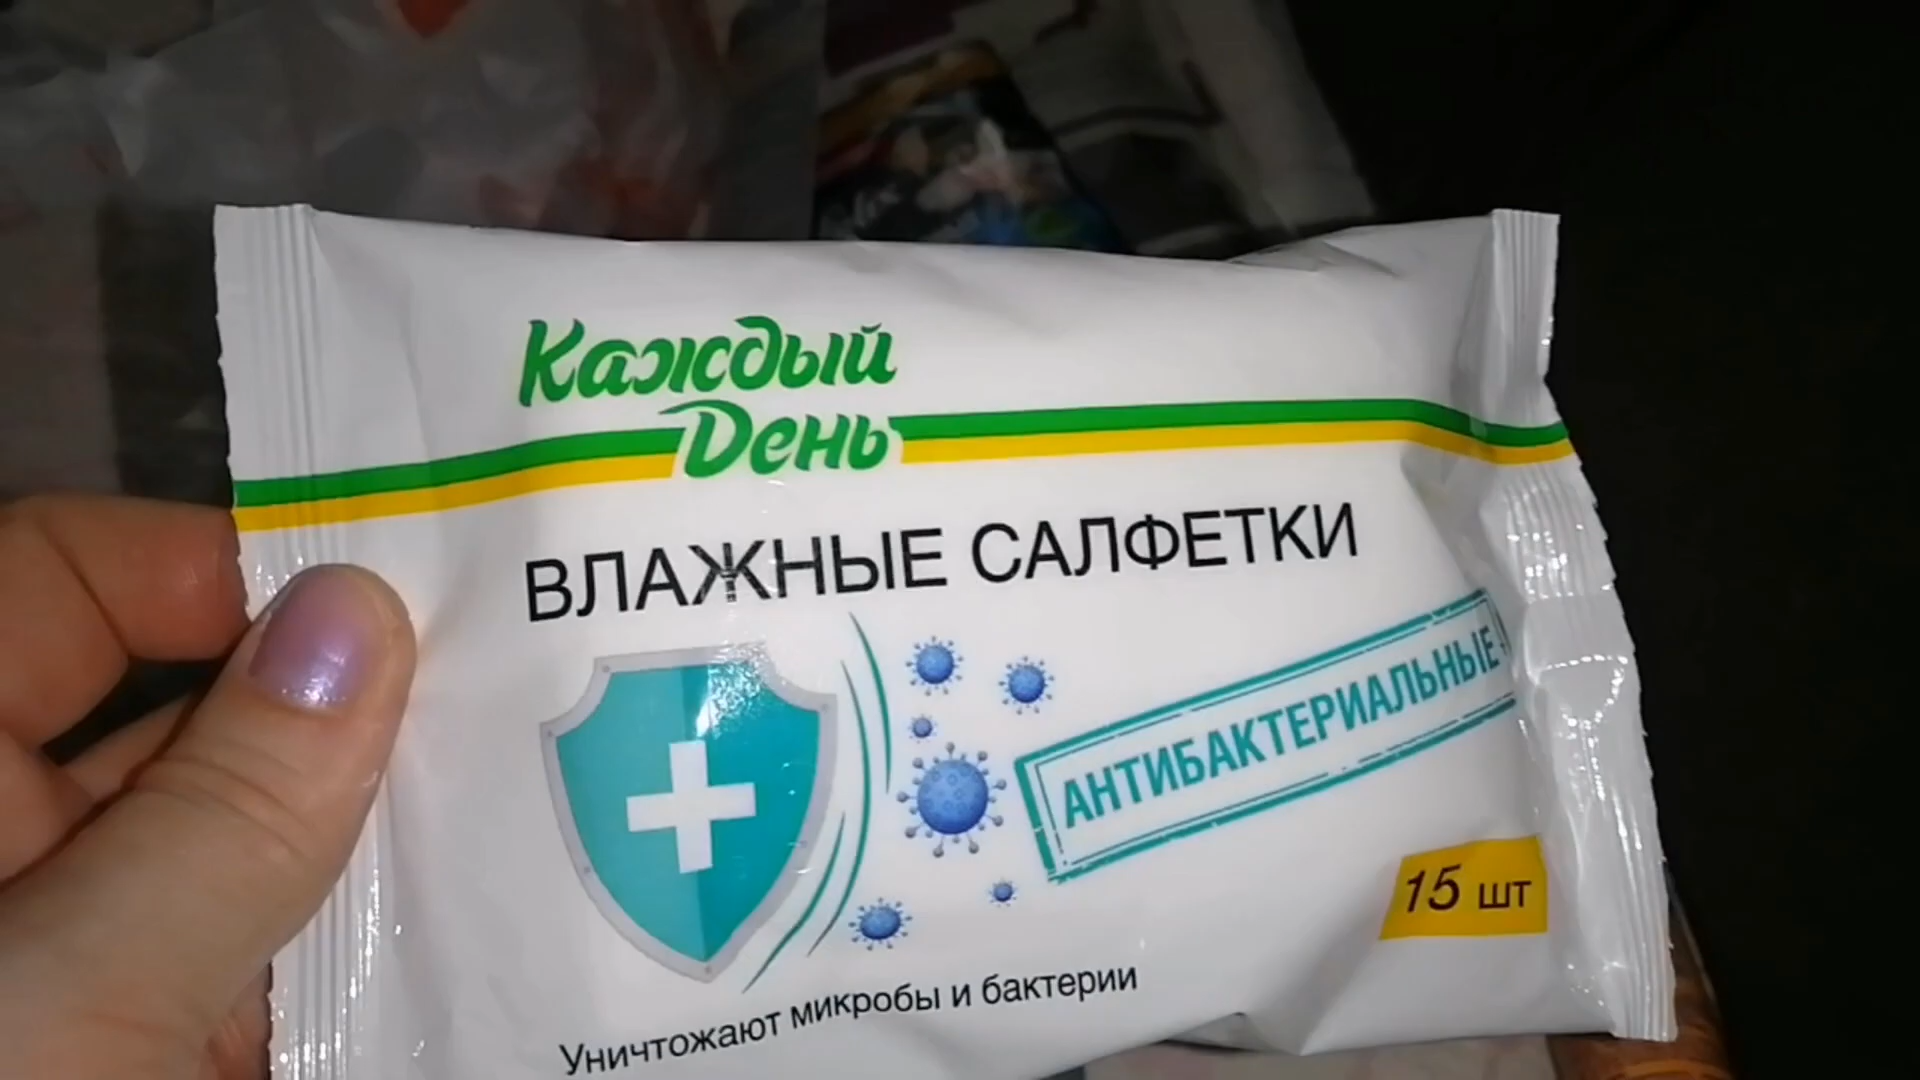 Каждый
День
ВЛАЖНЫЕ САЛФЕТКИ
АНТИБАКТЕРИАЛЬНЫЕ
15 шт
Уничтожают микробы и бактерии